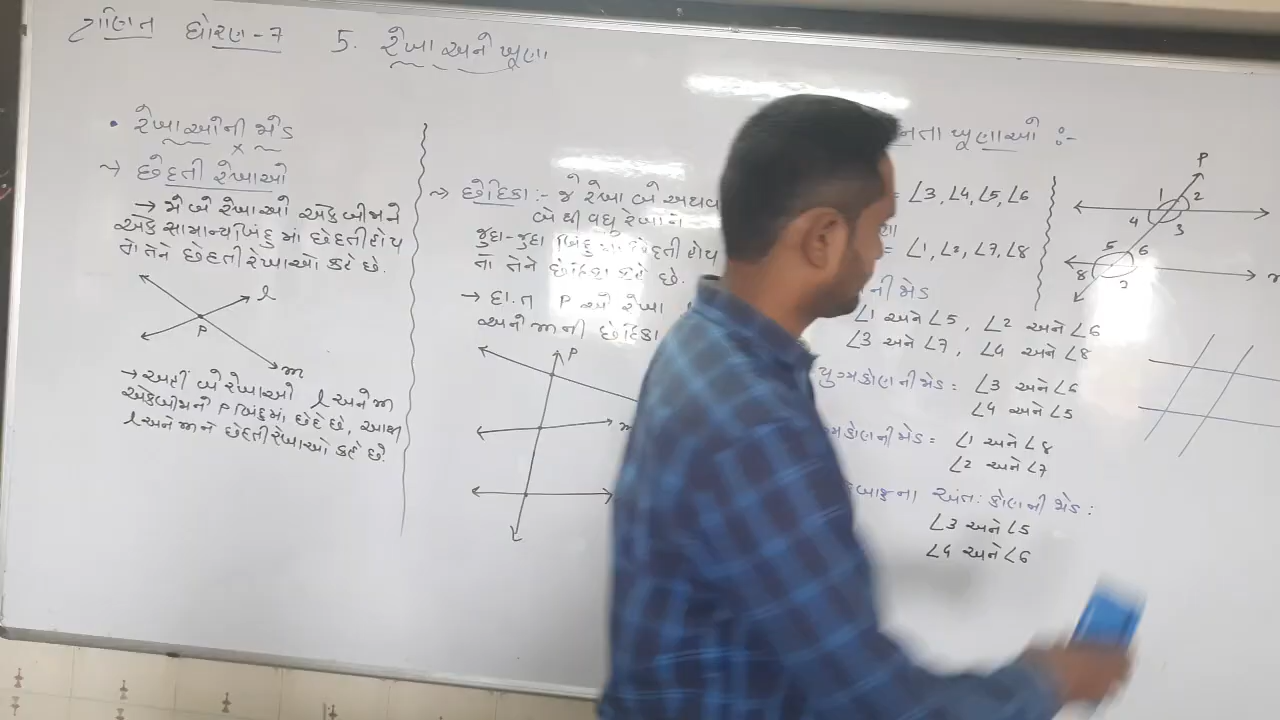 ગણિત ધોરણ-7 5. રેખા અને ખૂણા
• રેખાઓની જોડ
~> છેદતી રેખાઓ
→ જો બે રેખાઓ એકબીજાને
એક સામાન્ય બિંદુ માં છેદતી હોય
તો તેને છેદતી રેખાઓ કહે છે.
l
P
m
→ અહીં બે રેખાઓ l અને m
એકબીજાને P બિંદુમાં છેદે છે, આથી
l અને m ને છેદતી રેખાઓ કહે છે.
~> છેદિકા :- જે રેખા બે અથવા
બે થી વધુ રેખાને
જુદા-જુદા બિંદુ માં છેદતી હોય
તો તેને છેદિકા કહે છે.
→ દા.ત P એ રેખા
અને m ની છેદિકા
P
m
ખૂણાઓ :-
= ∠3, ∠4, ∠5, ∠6
= ∠1, ∠2, ∠7, ∠8
ની જોડ
∠1 અને ∠5, ∠2 અને ∠6
∠3 અને ∠7, ∠4 અને ∠8
યુગ્મકોણની જોડ : ∠3 અને ∠6
∠4 અને ∠5
યુગ્મકોણની જોડ = ∠1 અને ∠8
∠2 અને ∠7
અંતઃકોણની જોડ :
∠3 અને ∠5
∠4 અને ∠6
P
1 2
4 3
5 6
8 7